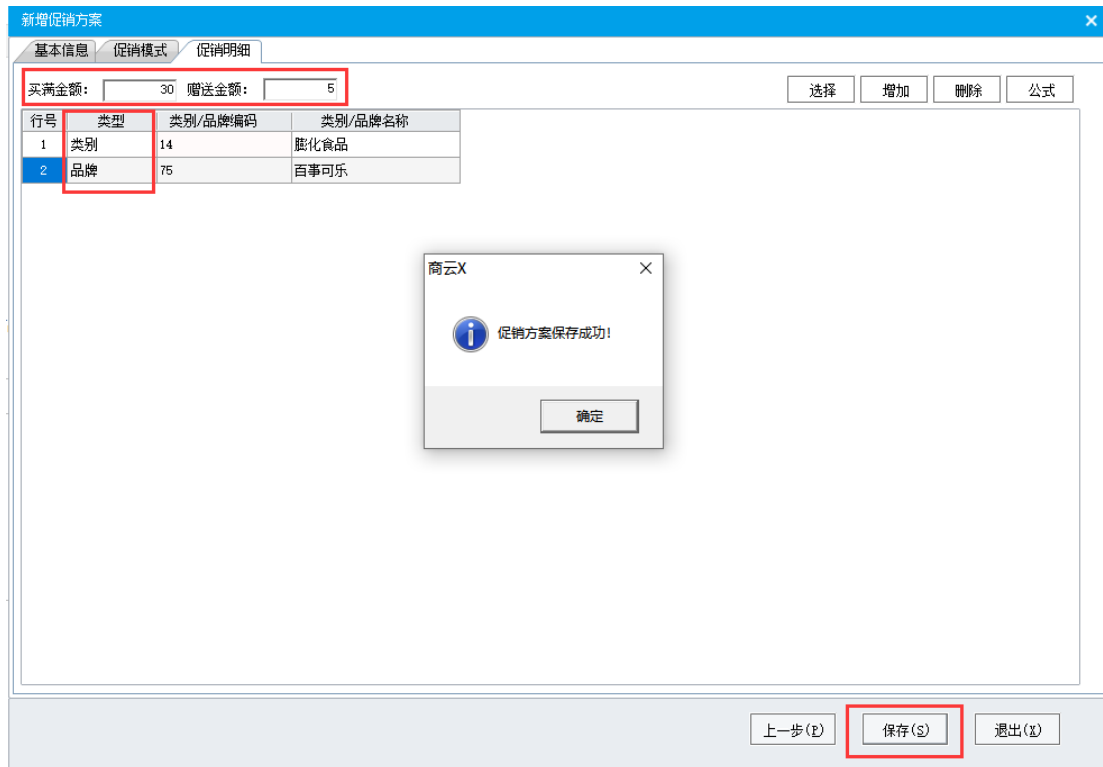 新增促销方案
基本信息 促销模式 促销明细
买满金额： 30 赠送金额： 5 选择 增加 删除 公式
行号 类型 类别/品牌编码 类别/品牌名称
1 类别 14 膨化食品
2 品牌 75 百事可乐
商云X
促销方案保存成功!
确定
上一步(P) 保存(S) 退出(X)